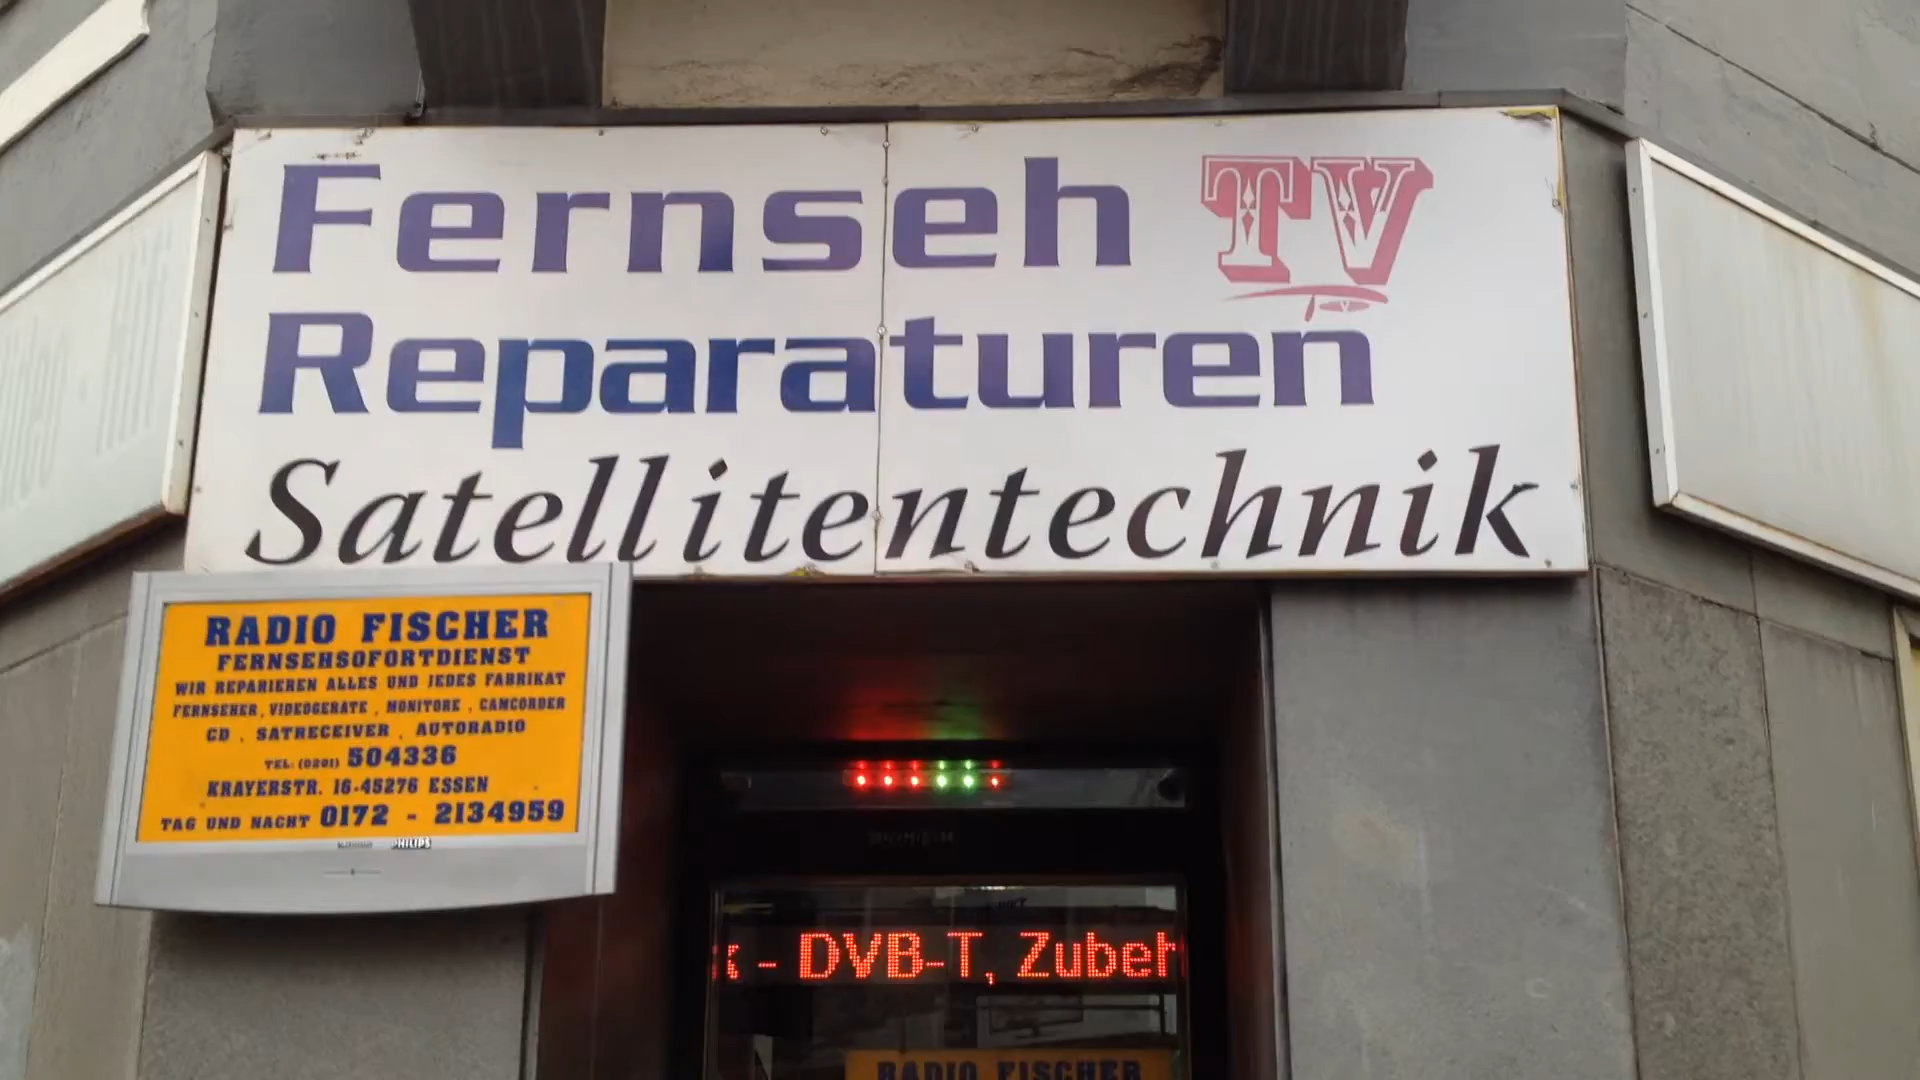 Fernseh TV
Reparaturen
Satellitentechnik
RADIO FISCHER
FERNSEHSOFORTDIENST
WIR REPARIEREN ALLES UND JEDES FABRIKAT
FERNSEHER, VIDEOGERÄTE, MONITORE, CAMCORDER
CD, SATRECEIVER, AUTORADIO
TEL: (0201) 504336
KRAYERSTR. 16-45276 ESSEN
TAG UND NACHT 0172 - 2134959
PHILIPS
- DVB-T, Zubeh
RADIO FISCHER